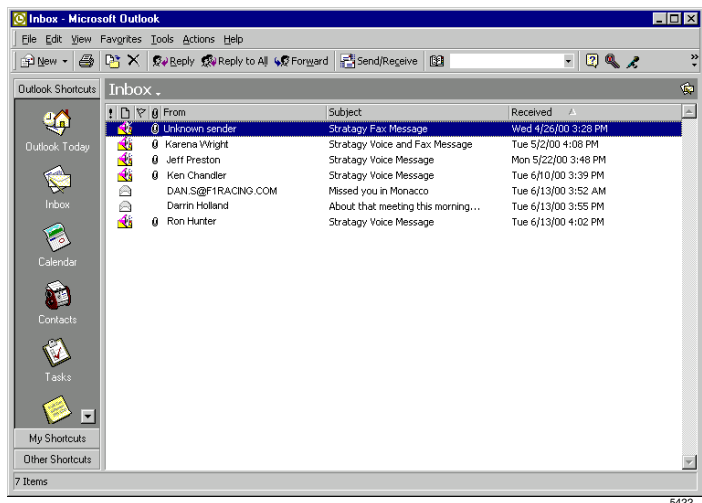 Inbox - Microsoft Outlook
File Edit View Favorites Tools Actions Help
New Reply Reply to All Forward Send/Receive
Outlook Shortcuts Inbox.
! From Subject Received
Unknown sender Stratagy Fax Message Wed 4/26/00 3:28 PM
Outlook Today Karena Wright Stratagy Voice and Fax Message Tue 5/2/00 4:08 PM
Jeff Preston Stratagy Voice Message Mon 5/22/00 3:48 PM
Ken Chandler Stratagy Voice Message Tue 6/10/00 3:39 PM
DAN.S@F1RACING.COM Missed you in Monacco Tue 6/13/00 3:52 AM
Inbox Darrin Holland About that meeting this morning... Tue 6/13/00 3:55 PM
Ron Hunter Stratagy Voice Message Tue 6/13/00 4:02 PM
Calendar
Contacts
Tasks
My Shortcuts
Other Shortcuts
7 Items
5422